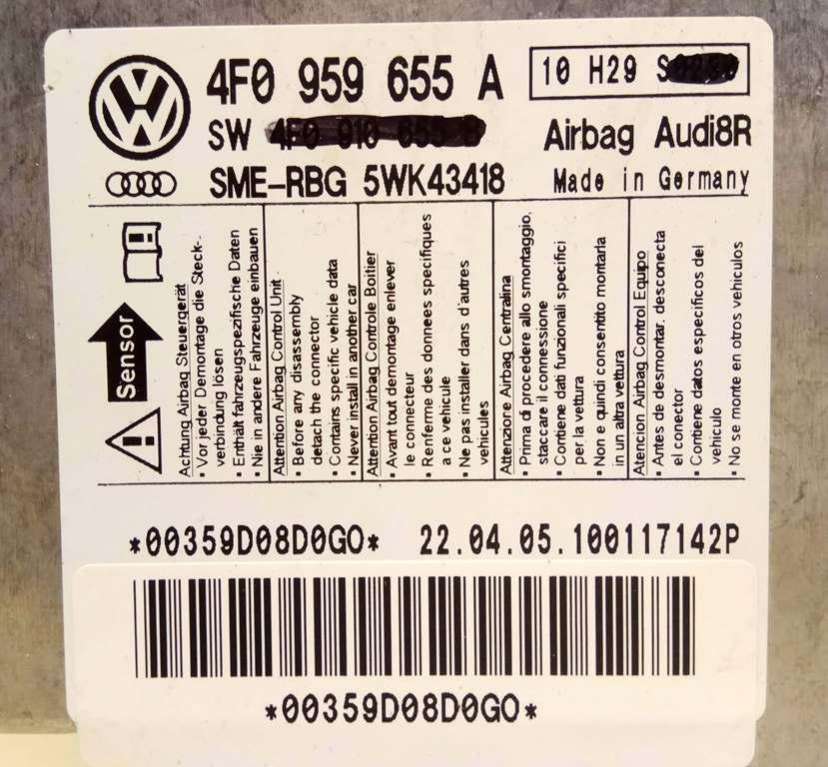 4F0 959 655 A
10 H29
SW
Airbag Audi8R
SME-RBG 5WK43418
Made in Germany
Sensor
Achtung Airbag Steuergerät
• Vor jeder Demontage die Steck-
verbindung lösen
• Enthält fahrzeugspezifische Daten
• Nie in andere Fahrzeuge einbauen
Attention Airbag Control Unit
• Before any disassembly
detach the connector
• Contains specific vehicle data
• Never install in another car
Attention Airbag Controle Boitier
• Avant tout demontage enlever
le connecteur
• Renferme des donnees specifiques
a ce vehicule
• Ne pas installer dans d'autres
vehicules
Attenzione Airbag Centralina
• Prima di procedere allo smontaggio,
staccare il connessione
• Contiene dati funzionali specifici
per la vettura
• Non e quindi consentito montarla
in un altra vettura
Atencion Airbag Control Equipo
• Antes de desmontar, desconecta
el conector
• Contiene datos especificos del
vehiculo
• No se monte en otros vehiculos
*00359D08D0GO* 22.04.05.100117142P
*00359D08D0GO*